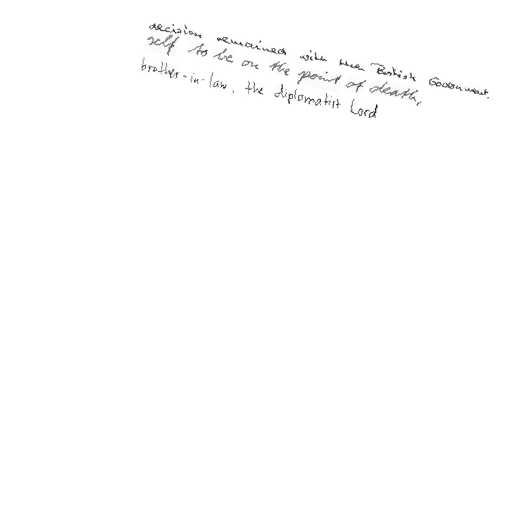 decision remained with the British Government.
self to be on the point of death,
brother-in-law, the diplomatist Lord